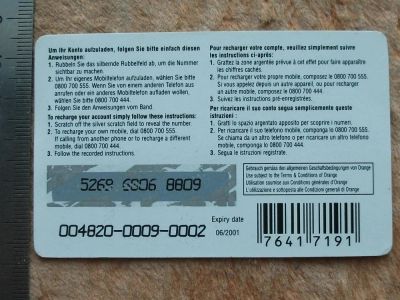 Um Ihr Konto aufzuladen, folgen Sie bitte einfach diesen
Anweisungen:
1. Rubbeln Sie das silbernde Rubbelfeld ab, um die Nummer
sichtbar zu machen.
2. Um Ihr eigenes Mobiltelefon aufzuladen, wählen Sie bitte
0800 700 555. Wenn Sie von einem anderen Telefon aus
anrufen oder ein anderes Mobiltelefon aufladen wollen,
wählen Sie bitte 0800 700 444.
3. Folgen Sie den Anweisungen vom Band.
To recharge your account simply follow these instructions:
1. Scratch off the silver scratch field to reveal the number.
2. To recharge your own mobile, dial 0800 700 555.
If calling from another phone or to recharge a different
mobile, dial 0800 700 444.
3. Follow the recorded instructions.
Pour recharger votre compte, veuillez simplement suivre
les instructions ci-après:
1. Grattez la zone argentée prévue à cet effet pour faire apparaître
les chiffres cachés.
2. Pour recharger votre propre mobile, composez le 0800 700 555.
Si vous appelez depuis un autre appareil, ou pour recharger
un autre mobile, composez le 0800 700 444.
3. Suivez les instructions pré-enregistrées.
Per ricaricare il suo conto segua semplicemente queste
istruzioni :
1. Gratti lo spazio argentato apposito per scoprire i numeri.
2. Per ricaricare il suo telefono mobile, componga lo 0800 700 555.
Se chiama da un altro telefono o per ricaricare un altro
telefono mobile, componga lo 0800 700 444.
3. Segua le istruzioni registrate.
5269 8809
Gebrauch gemäss den allgemeinen Geschäftsbedingungen von Orange
Use subject to the Terms & Conditions of Orange
Utilisation soumise aux Conditions générales d'Orange
L'utilizzazione è sottoposta alle Condizioni generali di Orange
Expiry date
004820-0009-0002 06/2001
7641 7191